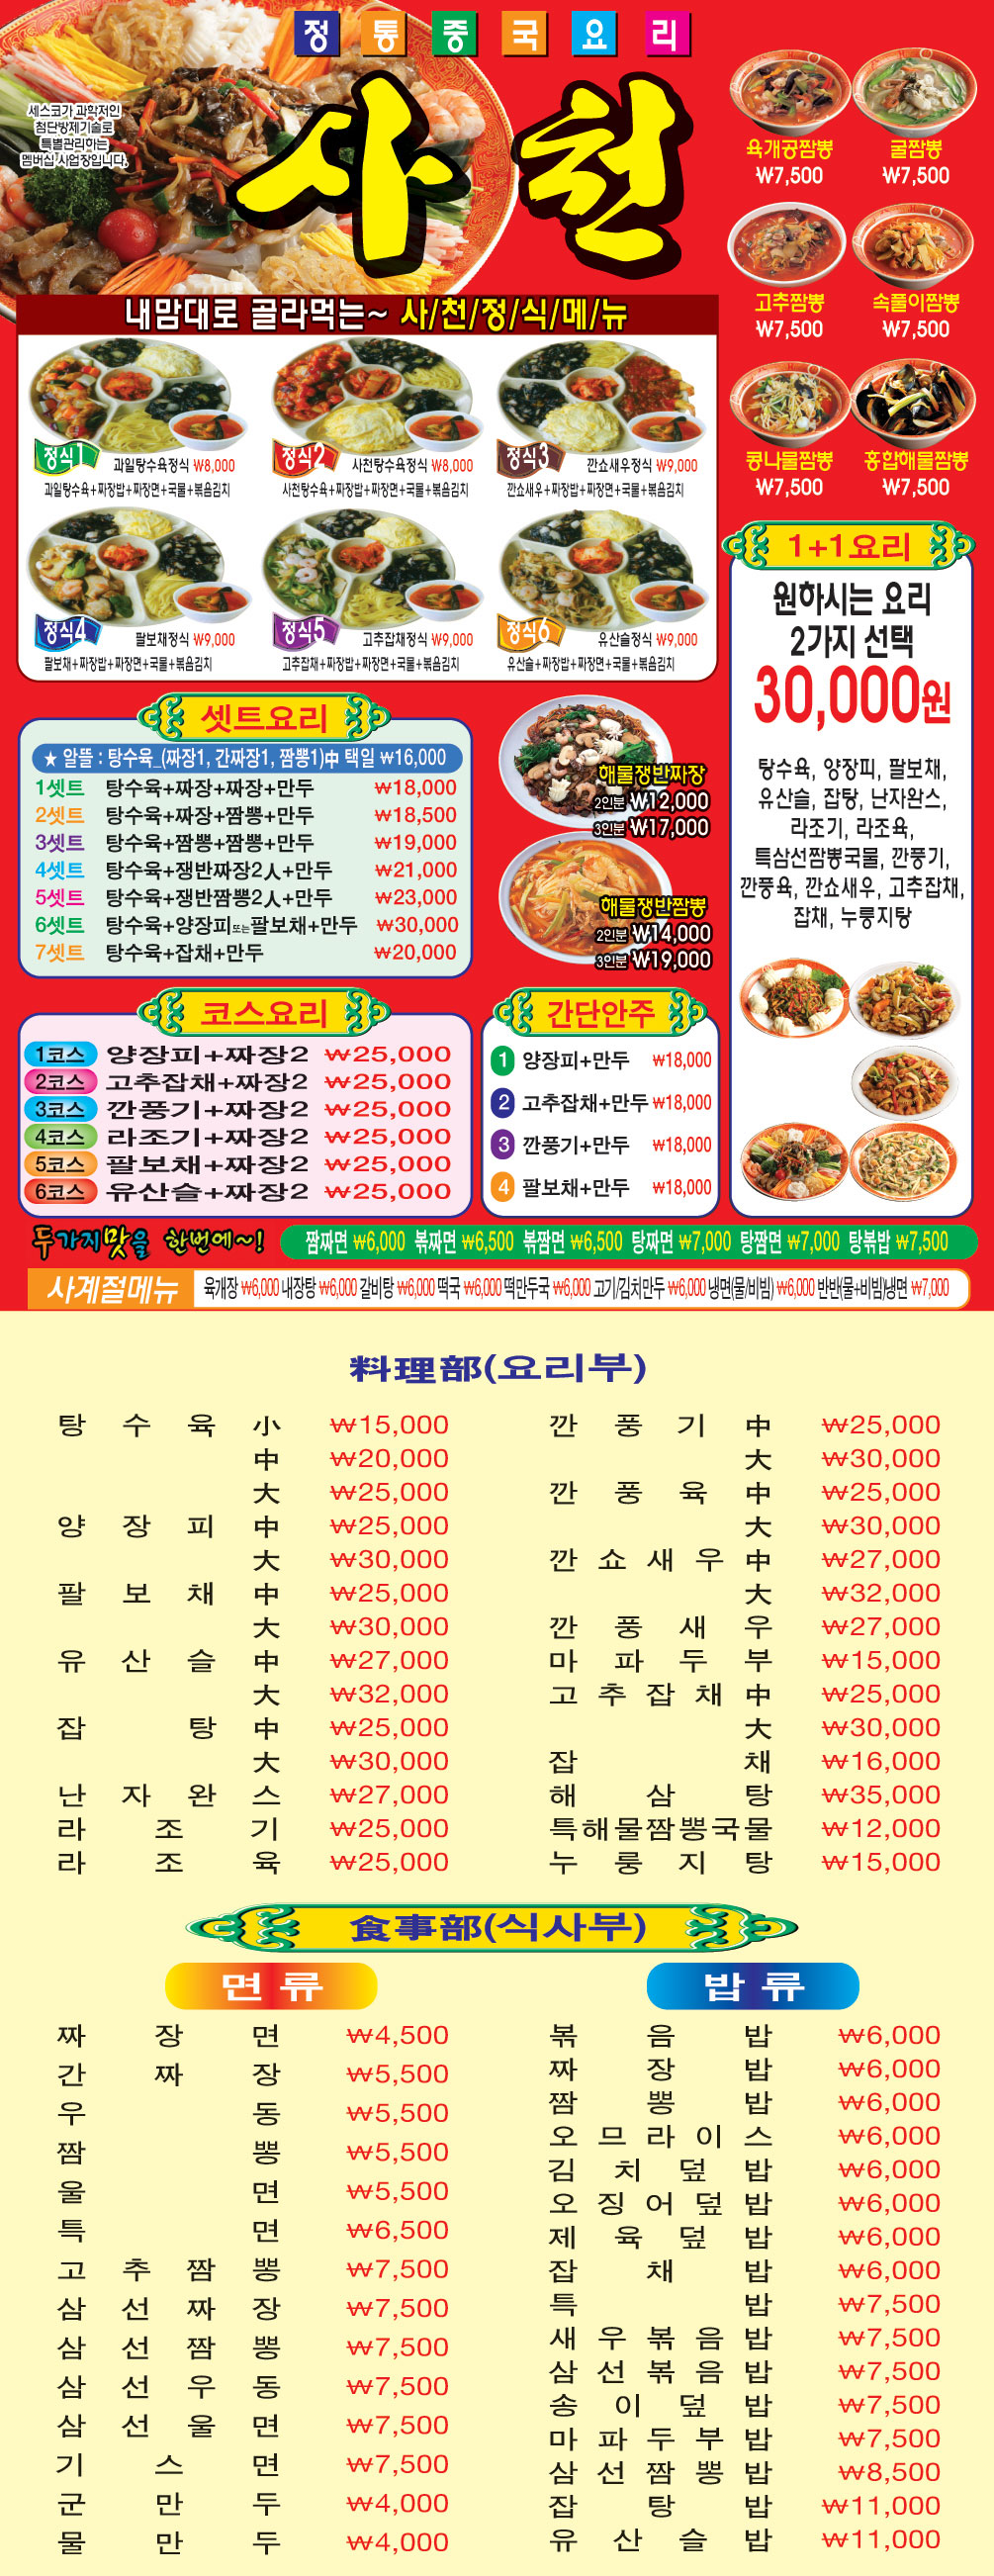 정통중국요리
사천
세스코가 과학적인
첨단방제기술로
특별관리하는
멤버십 사업장입니다.
육개공짬뽕 굴짬뽕
₩7,500 ₩7,500
고추짬뽕 속풀이짬뽕
₩7,500 ₩7,500
콩나물짬뽕 홍합해물짬뽕
₩7,500 ₩7,500
내맘대로 골라먹는~ 사/천/정/식/메/뉴
정식1 과일탕수육정식 ₩8,000
과일탕수육+짜장밥+짜장면+국물+볶음김치
정식2 사천탕수육정식 ₩8,000
사천탕수육+짜장밥+짜장면+국물+볶음김치
정식3 깐쇼새우정식 ₩9,000
깐쇼새우+짜장밥+짜장면+국물+볶음김치
정식4 팔보채정식 ₩9,000
팔보채+짜장밥+짜장면+국물+볶음김치
정식5 고추잡채정식 ₩9,000
고추잡채+짜장밥+짜장면+국물+볶음김치
정식6 유산슬정식 ₩9,000
유산슬+짜장밥+짜장면+국물+볶음김치
1+1요리
원하시는 요리
2가지 선택
30,000원
탕수육, 양장피, 팔보채,
유산슬, 잡탕, 난자완스,
라조기, 라조육,
특삼선짬뽕국물, 깐풍기,
깐풍육, 깐쇼새우, 고추잡채,
잡채, 누룽지탕
셋트요리
★ 알뜰 : 탕수육_(짜장1, 간짜장1, 짬뽕1)中 택일 ₩16,000
1셋트 탕수육+짜장+짜장+만두 ₩18,000
2셋트 탕수육+짜장+짬뽕+만두 ₩18,500
3셋트 탕수육+짬뽕+짬뽕+만두 ₩19,000
4셋트 탕수육+쟁반짜장2人+만두 ₩21,000
5셋트 탕수육+쟁반짬뽕2人+만두 ₩23,000
6셋트 탕수육+양장피또는팔보채+만두 ₩30,000
7셋트 탕수육+잡채+만두 ₩20,000
해물쟁반짜장
2인분 ₩12,000
3인분 ₩17,000
해물쟁반짬뽕
2인분 ₩14,000
3인분 ₩19,000
코스요리
1코스 양장피+짜장2 ₩25,000
2코스 고추잡채+짜장2 ₩25,000
3코스 깐풍기+짜장2 ₩25,000
4코스 라조기+짜장2 ₩25,000
5코스 팔보채+짜장2 ₩25,000
6코스 유산슬+짜장2 ₩25,000
간단안주
1 양장피+만두 ₩18,000
2 고추잡채+만두 ₩18,000
3 깐풍기+만두 ₩18,000
4 팔보채+만두 ₩18,000
두가지맛을 한번에~! 짬짜면 ₩6,000 볶짜면 ₩6,500 볶짬면 ₩6,500 탕짜면 ₩7,000 탕짬면 ₩7,000 탕볶밥 ₩7,500
사계절메뉴 육개장 ₩6,000 내장탕 ₩6,000 갈비탕 ₩6,000 떡국 ₩6,000 떡만두국 ₩6,000 고기/김치만두 ₩6,000 냉면(물/비빔) ₩6,000 반반(물+비빔)냉면 ₩7,000
料理部(요리부)
탕수육 小 ₩15,000
中 ₩20,000
大 ₩25,000
양장피 中 ₩25,000
大 ₩30,000
팔보채 中 ₩25,000
大 ₩30,000
유산슬 中 ₩27,000
大 ₩32,000
잡탕 中 ₩25,000
大 ₩30,000
난자완스 ₩27,000
라조기 ₩25,000
라조육 ₩25,000
깐풍기 中 ₩25,000
大 ₩30,000
깐풍육 中 ₩25,000
大 ₩30,000
깐쇼새우 中 ₩27,000
大 ₩32,000
깐풍새우 ₩27,000
마파두부 ₩15,000
고추잡채 中 ₩25,000
大 ₩30,000
잡채 ₩16,000
해삼탕 ₩35,000
특해물짬뽕국물 ₩12,000
누룽지탕 ₩15,000
食事部(식사부)
면류
짜장면 ₩4,500
간짜장 ₩5,500
우동 ₩5,500
짬뽕 ₩5,500
울면 ₩5,500
특면 ₩6,500
고추짬뽕 ₩7,500
삼선짜장 ₩7,500
삼선짬뽕 ₩7,500
삼선우동 ₩7,500
삼선울면 ₩7,500
기스면 ₩7,500
군만두 ₩4,000
물만두 ₩4,000
밥류
볶음밥 ₩6,000
짜장밥 ₩6,000
짬뽕밥 ₩6,000
오므라이스 ₩6,000
김치덮밥 ₩6,000
오징어덮밥 ₩6,000
제육덮밥 ₩6,000
잡채밥 ₩6,000
특밥 ₩7,500
새우볶음밥 ₩7,500
삼선볶음밥 ₩7,500
송이덮밥 ₩7,500
마파두부밥 ₩7,500
삼선짬뽕밥 ₩8,500
잡탕밥 ₩11,000
유산슬밥 ₩11,000